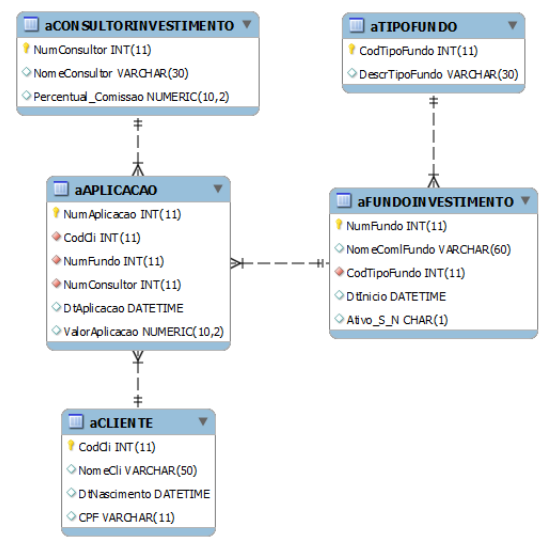 aCONSULTORINVESTIMENTO
NumConsultor INT(11)
NomeConsultor VARCHAR(30)
Percentual_Comissao NUMERIC(10,2)
aTIPOFUNDO
CodTipoFundo INT(11)
DescrTipoFundo VARCHAR(30)
aAPLICACAO
NumAplicacao INT(11)
CodCli INT(11)
NumFundo INT(11)
NumConsultor INT(11)
DtAplicacao DATETIME
ValorAplicacao NUMERIC(10,2)
aFUNDOINVESTIMENTO
NumFundo INT(11)
NomeComlFundo VARCHAR(60)
CodTipoFundo INT(11)
DtInicio DATETIME
Ativo_S_N CHAR(1)
aCLIENTE
CodCli INT(11)
NomeCli VARCHAR(50)
DtNascimento DATETIME
CPF VARCHAR(11)